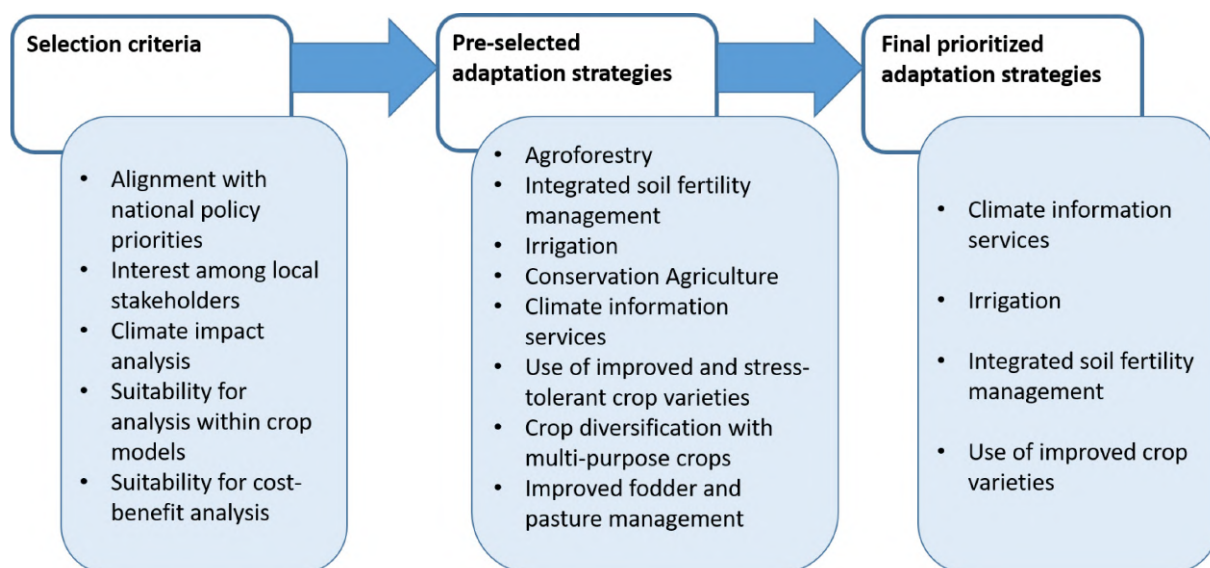 Selection criteria
• Alignment with
national policy
priorities
• Interest among local
stakeholders
• Climate impact
analysis
• Suitability for
analysis within crop
models
• Suitability for cost-
benefit analysis
Pre-selected
adaptation strategies
• Agroforestry
• Integrated soil fertility
management
• Irrigation
• Conservation Agriculture
• Climate information
services
• Use of improved and stress-
tolerant crop varieties
• Crop diversification with
multi-purpose crops
• Improved fodder and
pasture management
Final prioritized
adaptation strategies
• Climate information
services
• Irrigation
• Integrated soil fertility
management
• Use of improved crop
varieties